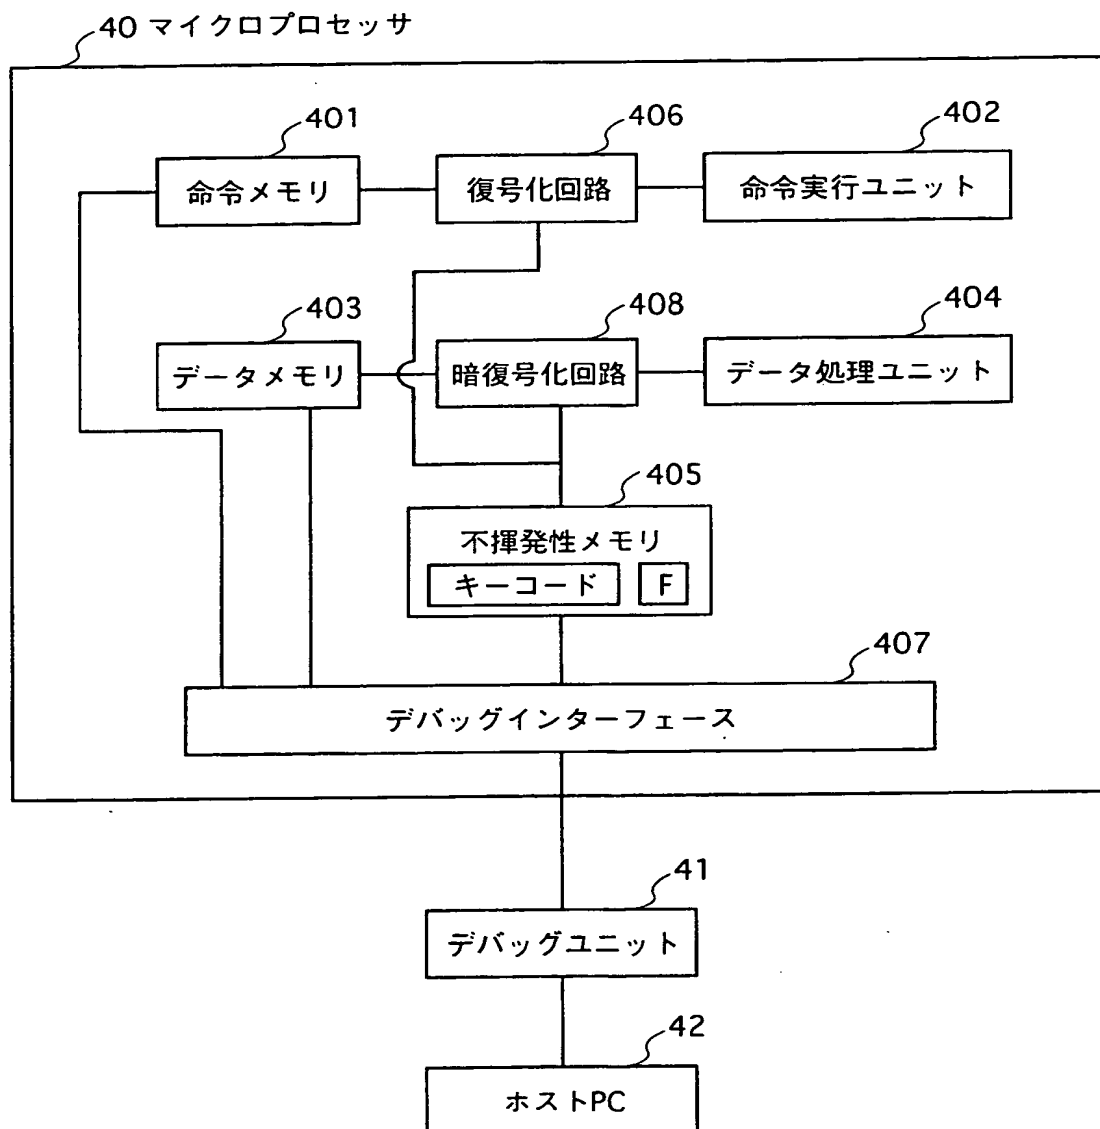 40 マイクロプロセッサ
401
406
402
命令メモリ
復号化回路
命令実行ユニット
403
408
404
データメモリ
暗復号化回路
データ処理ユニット
405
不揮発性メモリ
キーコード
F
407
デバッグインターフェース
41
デバッグユニット
42
ホストPC